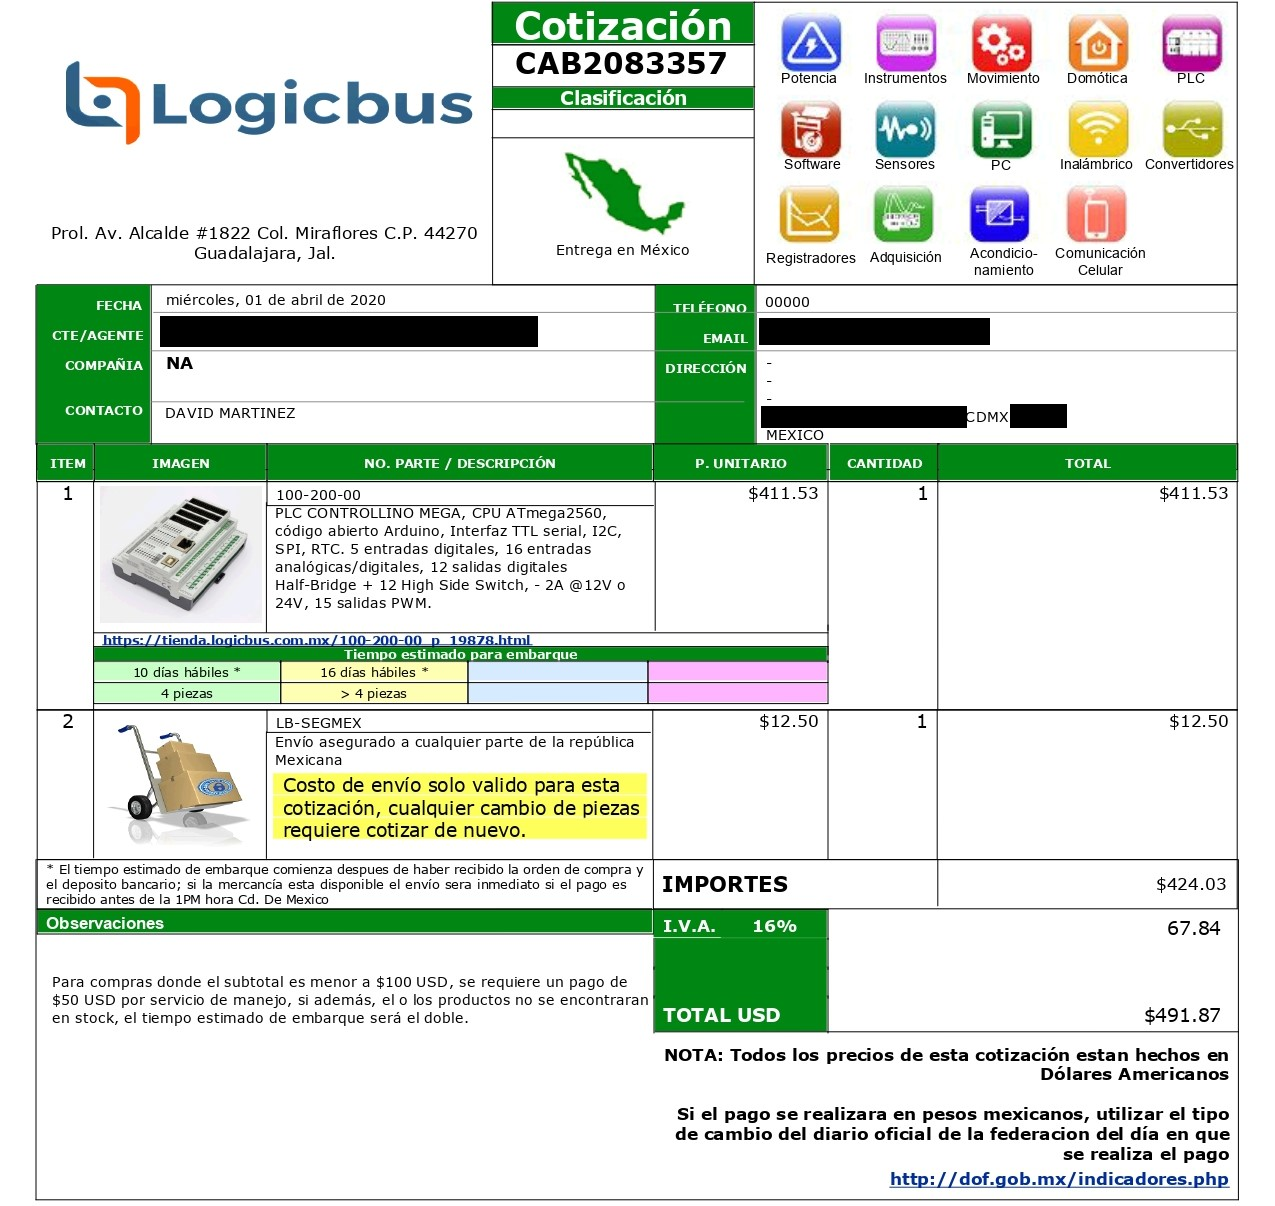 Logicbus
Prol. Av. Alcalde #1822 Col. Miraflores C.P. 44270
Guadalajara, Jal.
Cotización
CAB2083357
Clasificación
Entrega en México
Potencia
Instrumentos
Movimiento
Domótica
PLC
Software
Sensores
PC
Inalámbrico
Convertidores
Registradores
Adquisición
Acondicio-
namiento
Comunicación
Celular
FECHA
miércoles, 01 de abril de 2020
TELÉFONO
00000
CTE/AGENTE
EMAIL
COMPAÑIA
NA
DIRECCIÓN
-
-
-
CONTACTO
DAVID MARTINEZ
CDMX
MEXICO
ITEM
IMAGEN
NO. PARTE / DESCRIPCIÓN
P. UNITARIO
CANTIDAD
TOTAL
1
100-200-00
$411.53
1
$411.53
PLC CONTROLLINO MEGA, CPU ATmega2560,
código abierto Arduino, Interfaz TTL serial, I2C,
SPI, RTC. 5 entradas digitales, 16 entradas
analógicas/digitales, 12 salidas digitales
Half-Bridge + 12 High Side Switch, - 2A @12V o
24V, 15 salidas PWM.
https://tienda.logicbus.com.mx/100-200-00_p_19878.html
Tiempo estimado para embarque
10 días hábiles *
16 días hábiles *
4 piezas
> 4 piezas
2
LB-SEGMEX
$12.50
1
$12.50
Envío asegurado a cualquier parte de la república
Mexicana
Costo de envío solo valido para esta
cotización, cualquier cambio de piezas
requiere cotizar de nuevo.
* El tiempo estimado de embarque comienza despues de haber recibido la orden de compra y
el deposito bancario; si la mercancía esta disponible el envío sera inmediato si el pago es
recibido antes de la 1PM hora Cd. De Mexico
IMPORTES
$424.03
Observaciones
I.V.A. 16%
67.84
Para compras donde el subtotal es menor a $100 USD, se requiere un pago de
$50 USD por servicio de manejo, si además, el o los productos no se encontraran
en stock, el tiempo estimado de embarque será el doble.
TOTAL USD
$491.87
NOTA: Todos los precios de esta cotización estan hechos en
Dólares Americanos
Si el pago se realizara en pesos mexicanos, utilizar el tipo
de cambio del diario oficial de la federacion del día en que
se realiza el pago
http://dof.gob.mx/indicadores.php